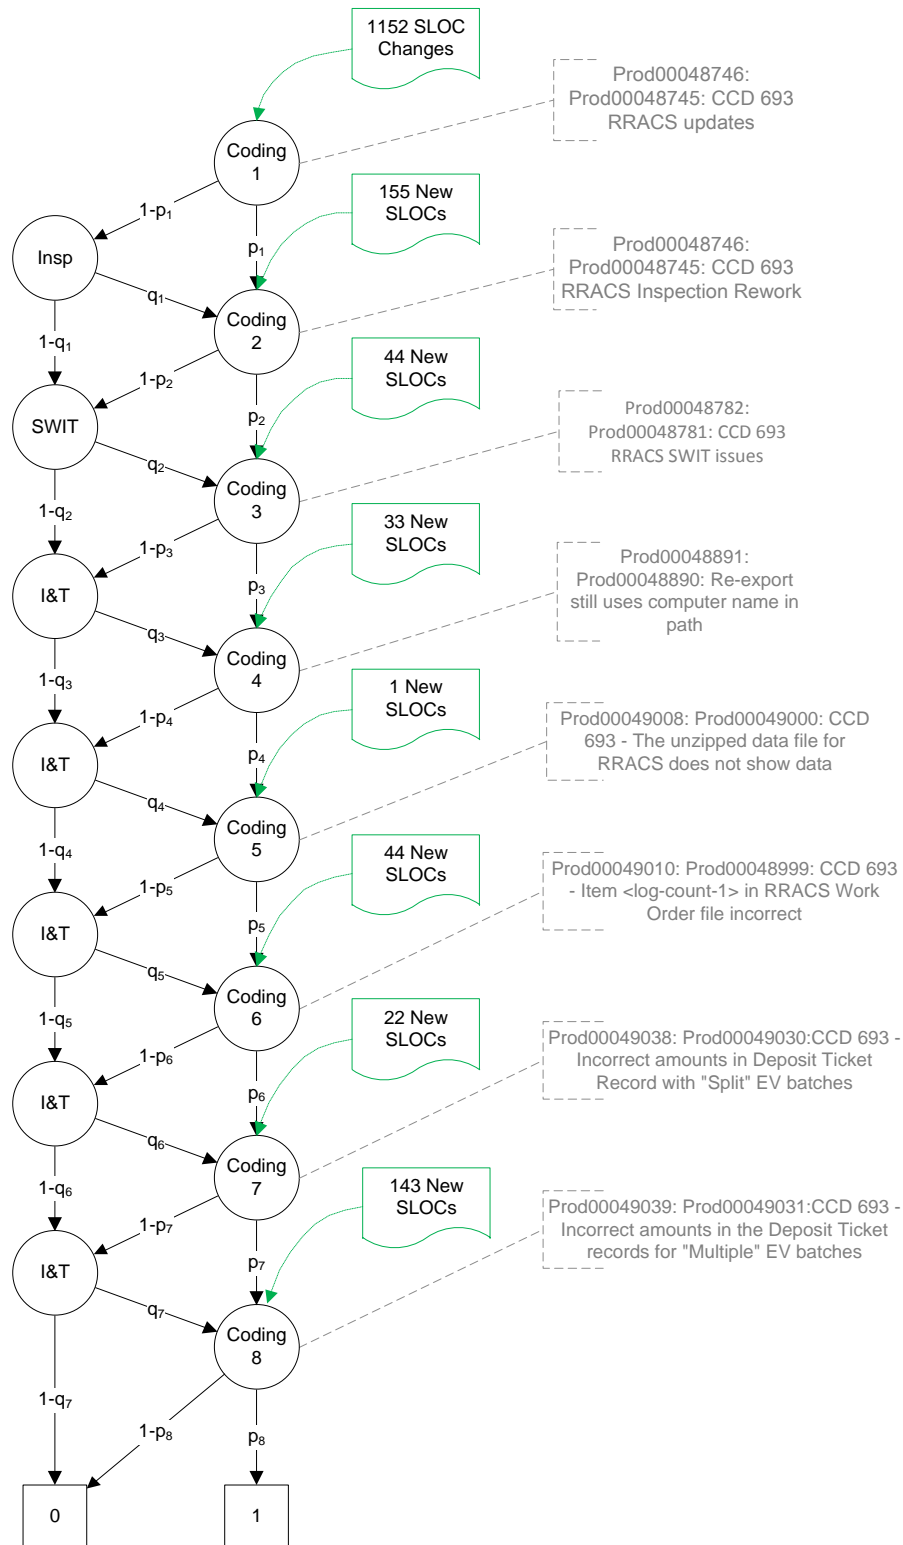 1152 SLOC
Changes
Prod00048746:
Prod00048745: CCD 693
RRACS updates
Coding
1
1-p1
155 New
SLOCs
p1
Insp
Prod00048746:
Prod00048745: CCD 693
RRACS Inspection Rework
q1
Coding
2
1-q1
44 New
SLOCs
1-p2
p2
SWIT
Prod00048782:
Prod00048781: CCD 693
RRACS SWIT issues
q2
Coding
3
1-q2
33 New
SLOCs
1-p3
p3
I&T
Prod00048891:
Prod00048890: Re-export
still uses computer name in
path
q3
Coding
4
1-q3
1 New
SLOCs
1-p4
p4
I&T
Prod00049008: Prod00049000: CCD
693 - The unzipped data file for
RRACS does not show data
q4
Coding
5
1-q4
44 New
SLOCs
1-p5
p5
I&T
Prod00049010: Prod00048999: CCD 693
- Item <log-count-1> in RRACS Work
Order file incorrect
q5
Coding
6
1-q5
22 New
SLOCs
1-p6
p6
I&T
Prod00049038: Prod00049030:CCD 693 -
Incorrect amounts in Deposit Ticket
Record with "Split" EV batches
q6
Coding
7
1-q6
143 New
SLOCs
1-p7
p7
I&T
Prod00049039: Prod00049031:CCD 693 -
Incorrect amounts in the Deposit Ticket
records for "Multiple" EV batches
q7
Coding
8
1-q7
1-p8
p8
0
1